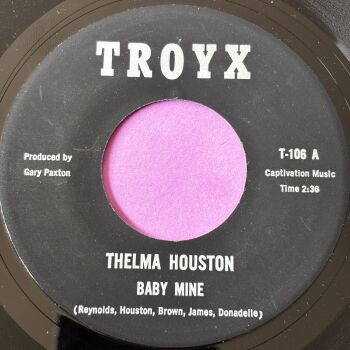 TROYX
Produced by
Gary Paxton
T-106 A
Captivation Music
Time 2:36
THELMA HOUSTON
BABY MINE
(Reynolds, Houston, Brown, James, Donadelle)